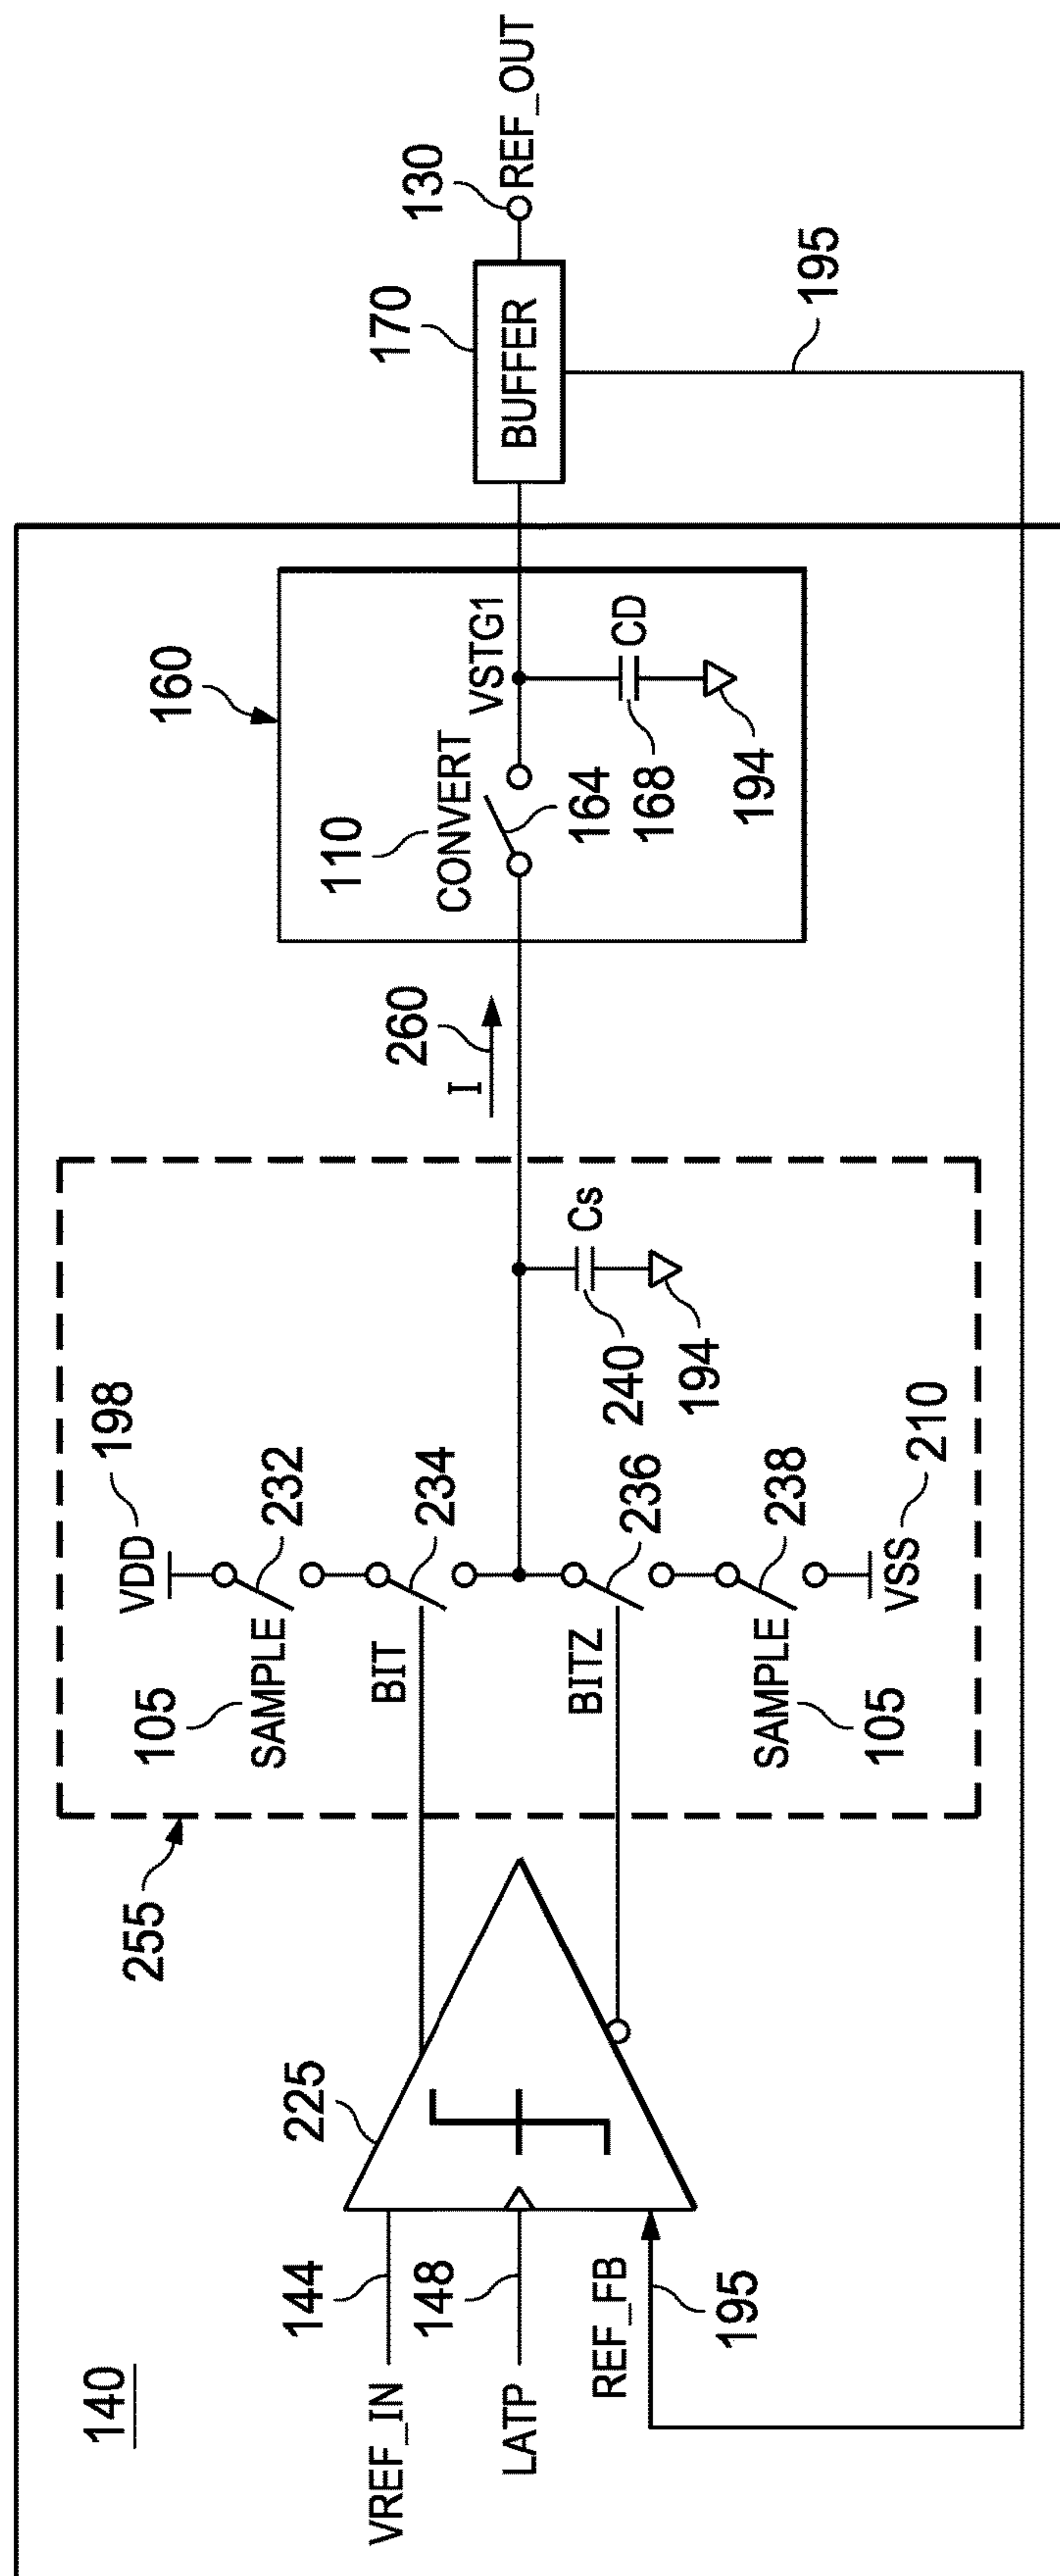 140
VREF_IN
144
LATP
148
REF_FB
195
225
255
VDD
198
SAMPLE
105
232
BIT
234
BITZ
236
SAMPLE
105
238
VSS
210
Cs
240
194
I
260
160
110
CONVERT
164
VSTG1
CD
168
194
170
BUFFER
130
REF_OUT
195